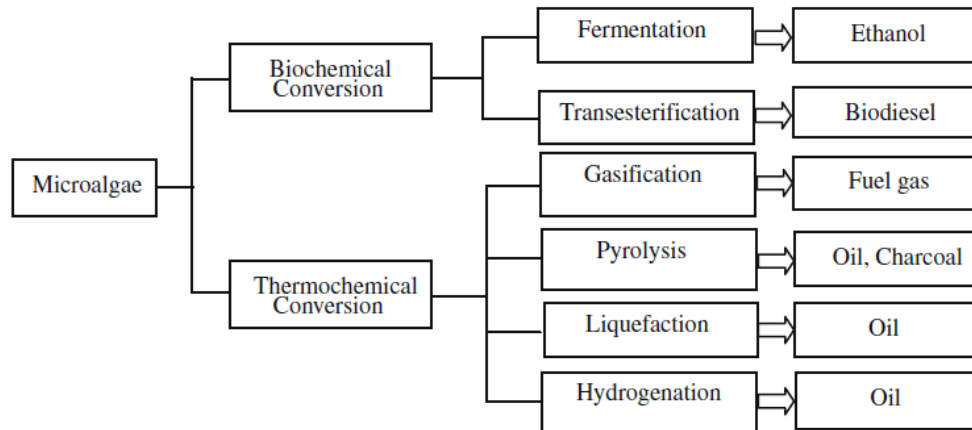 Microalgae
Biochemical
Conversion
Fermentation
Ethanol
Transesterification
Biodiesel
Thermochemical
Conversion
Gasification
Fuel gas
Pyrolysis
Oil, Charcoal
Liquefaction
Oil
Hydrogenation
Oil